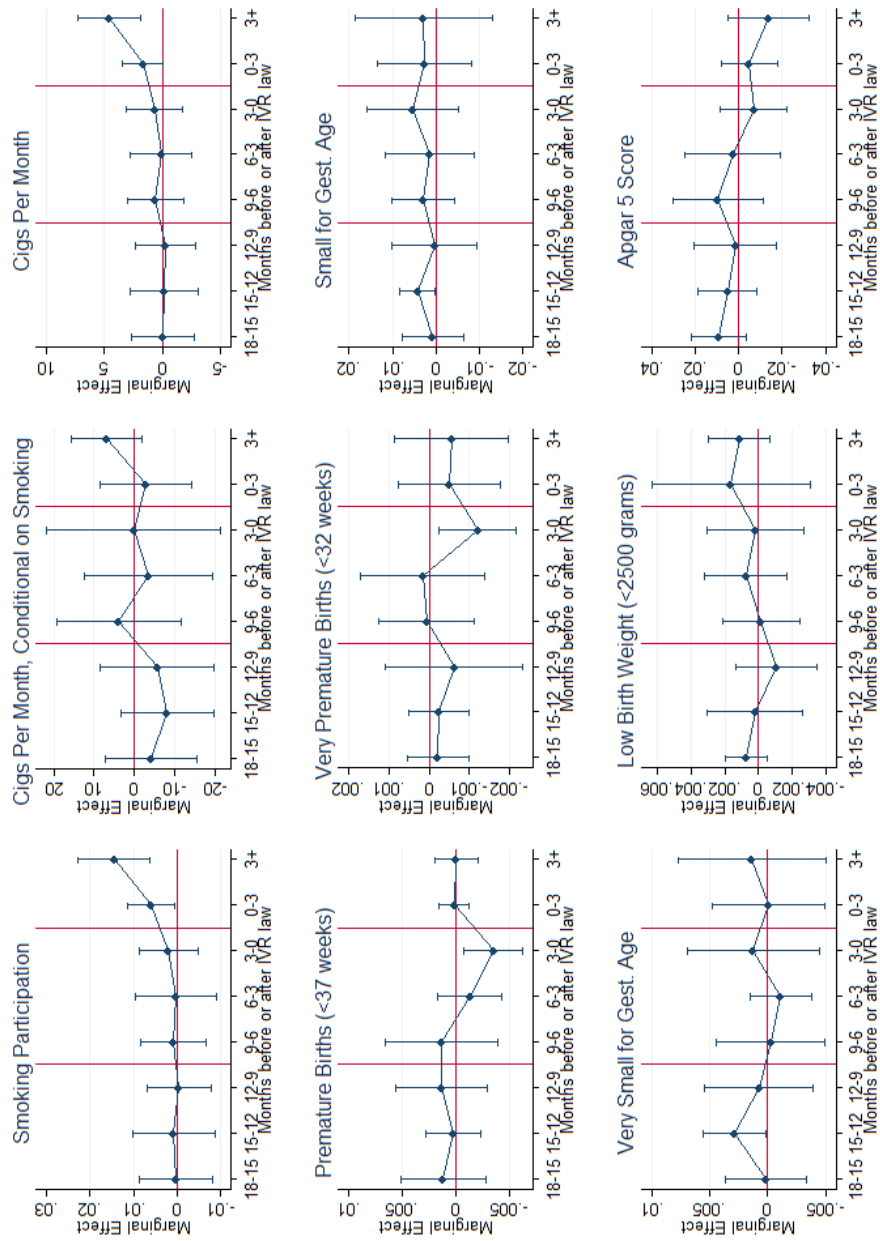 Smoking Participation
Marginal Effect
.03
.02
.01
0
-.01
18-15 15-12 12-9 9-6 6-3 3-0 0-3 3+
Months before or after IVR law
Cigs Per Month, Conditional on Smoking
Marginal Effect
20
10
0
-10
-20
18-15 15-12 12-9 9-6 6-3 3-0 0-3 3+
Months before or after IVR law
Cigs Per Month
Marginal Effect
10
5
0
-5
18-15 15-12 12-9 9-6 6-3 3-0 0-3 3+
Months before or after IVR law
Premature Births (<37 weeks)
Marginal Effect
.01
.005
0
-.005
18-15 15-12 12-9 9-6 6-3 3-0 0-3 3+
Months before or after IVR law
Very Premature Births (<32 weeks)
Marginal Effect
.002
.001
0
-.001
-.002
18-15 15-12 12-9 9-6 6-3 3-0 0-3 3+
Months before or after IVR law
Small for Gest. Age
Marginal Effect
.02
.01
0
-.01
-.02
18-15 15-12 12-9 9-6 6-3 3-0 0-3 3+
Months before or after IVR law
Very Small for Gest. Age
Marginal Effect
.01
.005
0
-.005
18-15 15-12 12-9 9-6 6-3 3-0 0-3 3+
Months before or after IVR law
Low Birth Weight (<2500 grams)
Marginal Effect
.006
.004
.002
0
-.002
-.004
18-15 15-12 12-9 9-6 6-3 3-0 0-3 3+
Months before or after IVR law
Apgar 5 Score
Marginal Effect
.04
.02
0
-.02
-.04
18-15 15-12 12-9 9-6 6-3 3-0 0-3 3+
Months before or after IVR law